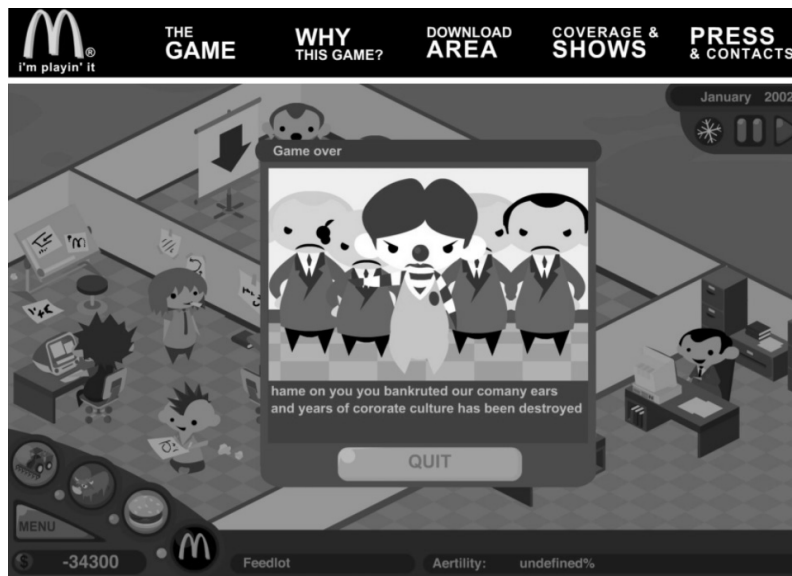 THE
GAME
WHY
THIS GAME?
DOWNLOAD
AREA
COVERAGE &
SHOWS
PRESS
& CONTACTS
®
i'm playin' it
January 2002
Game over
hame on you you bankruted our comany ears
and years of cororate culture has been destroyed
QUIT
MENU
$ -34300
Feedlot
Aertility: undefined%